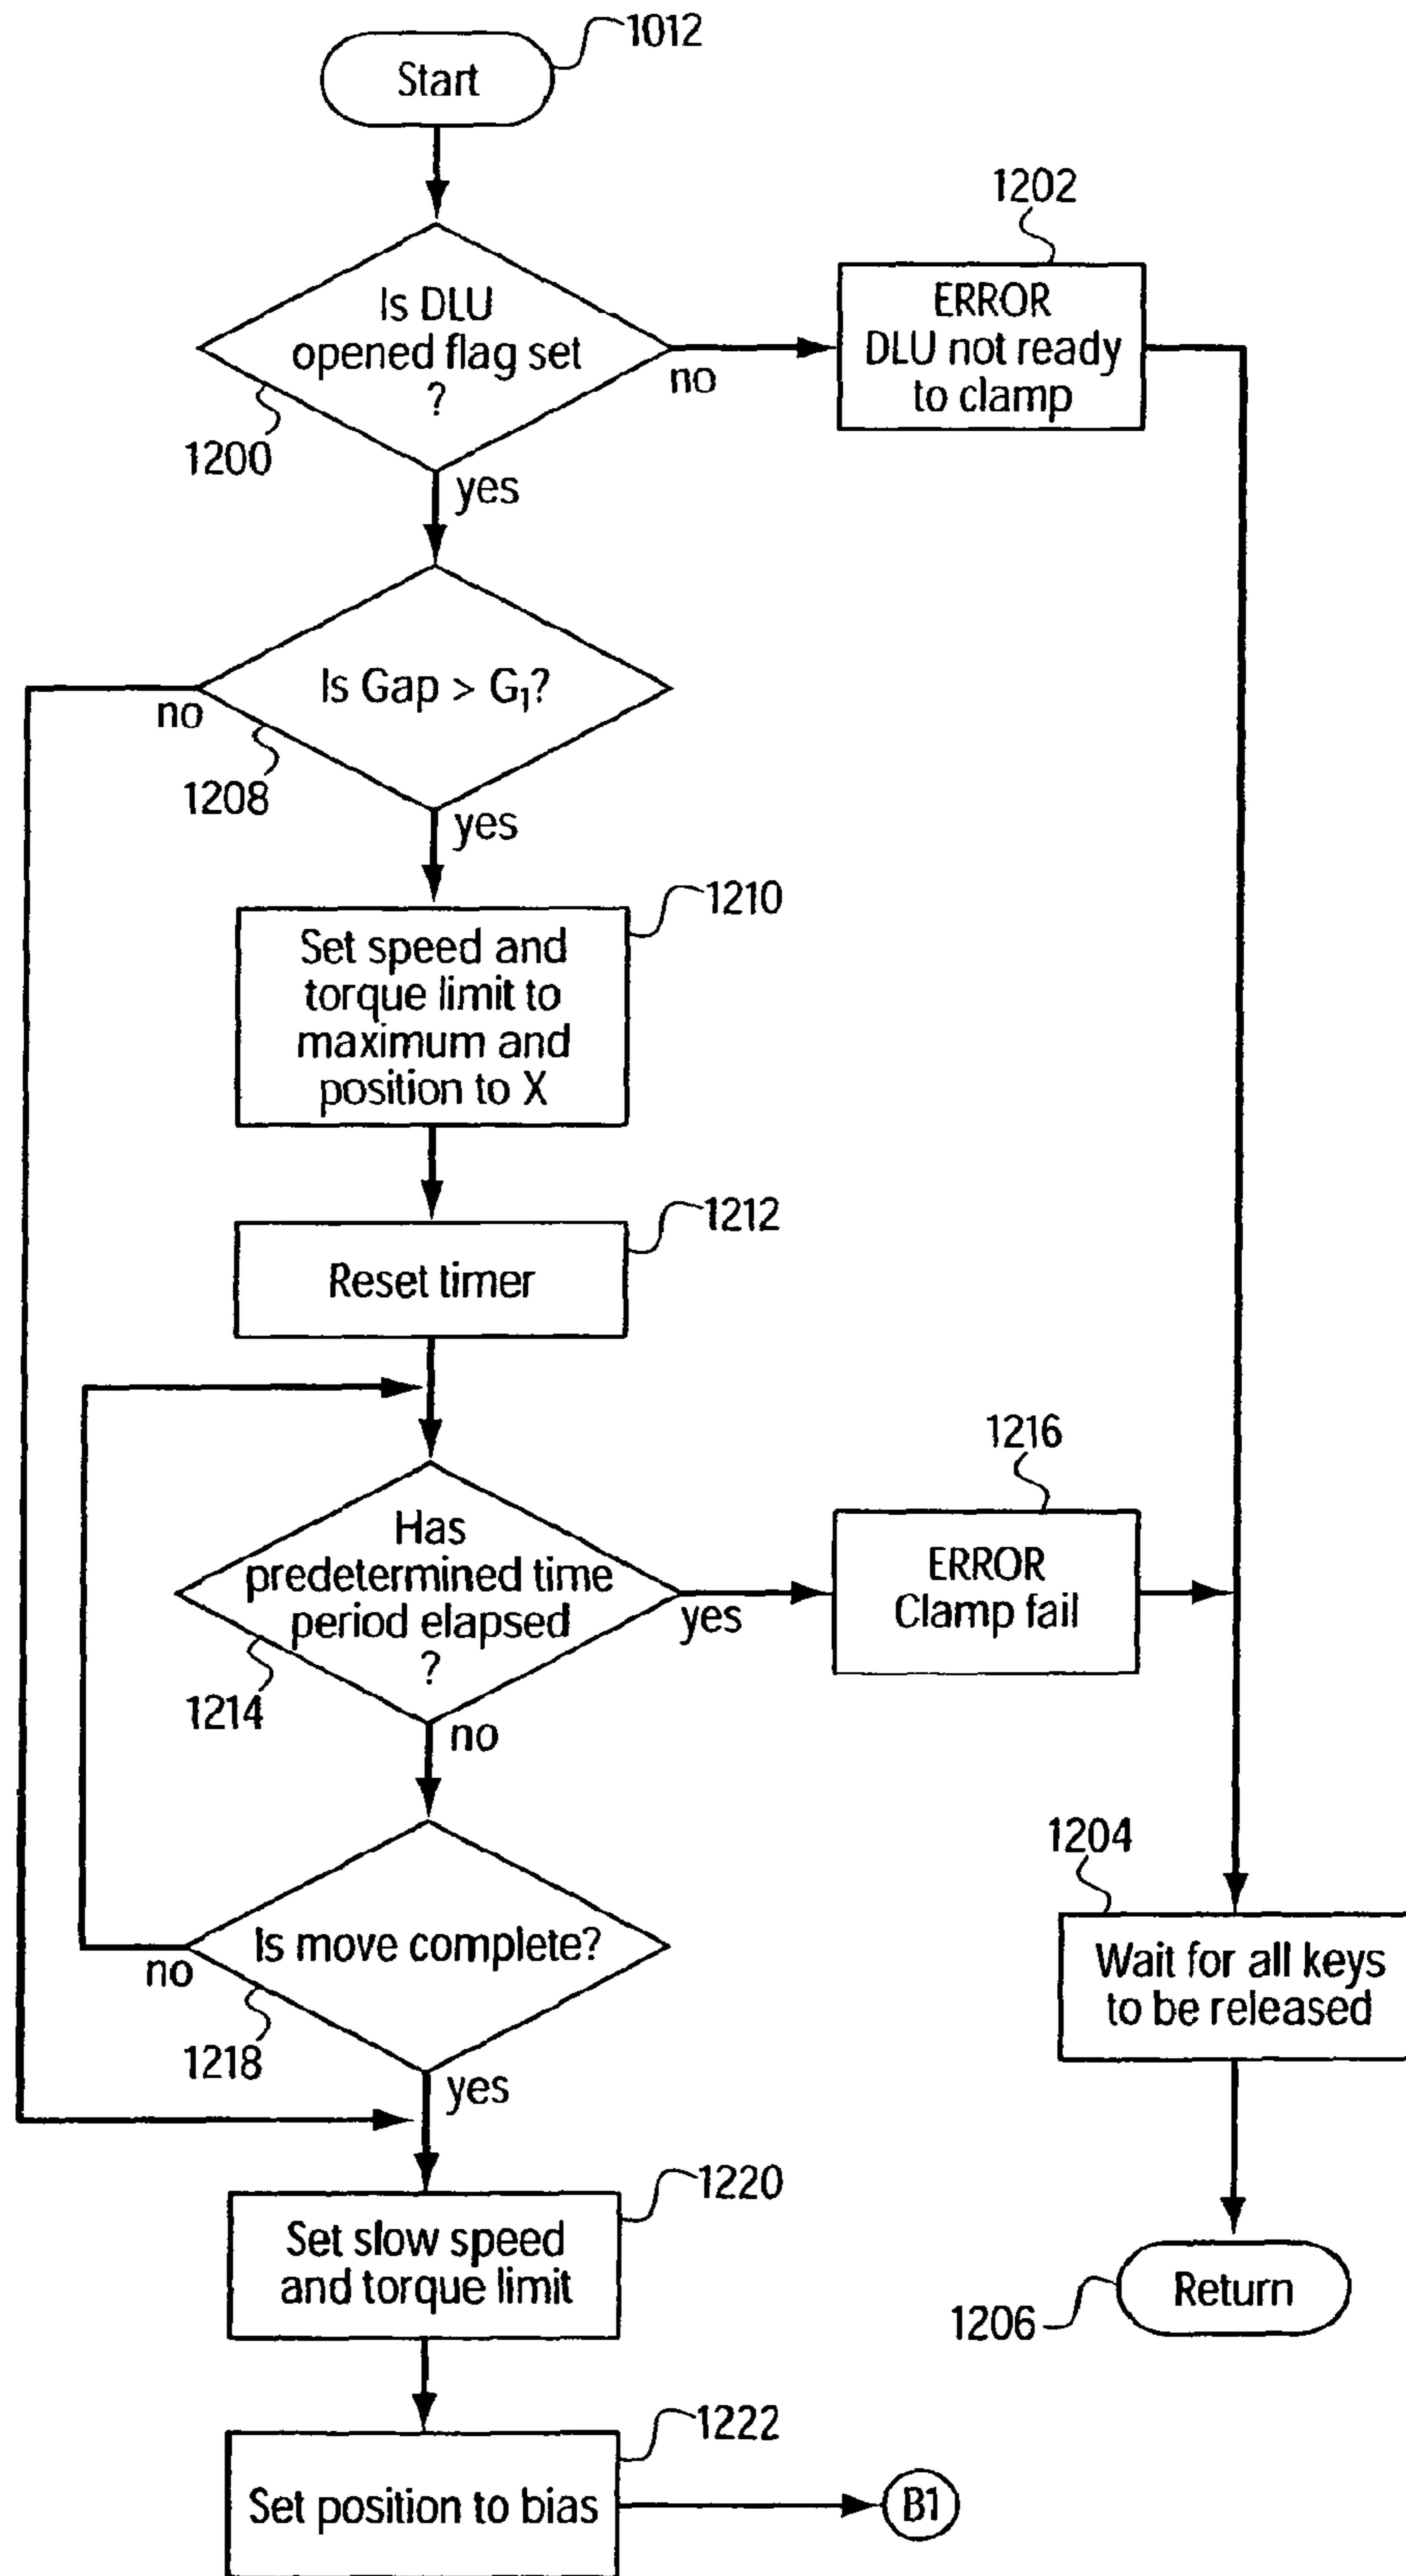 1012
Start
1202
Is DLU
opened flag set
?
ERROR
DLU not ready
to clamp
no
1200
yes
Is Gap > G₁?
no
1208
yes
1210
Set speed and
torque limit to
maximum and
position to X
1212
Reset timer
1216
Has
predetermined time
period elapsed
?
ERROR
Clamp fail
yes
1214
no
1204
Is move complete?
no
Wait for all keys
to be released
1218
yes
1220
Set slow speed
and torque limit
Return
1206
1222
Set position to bias
B1